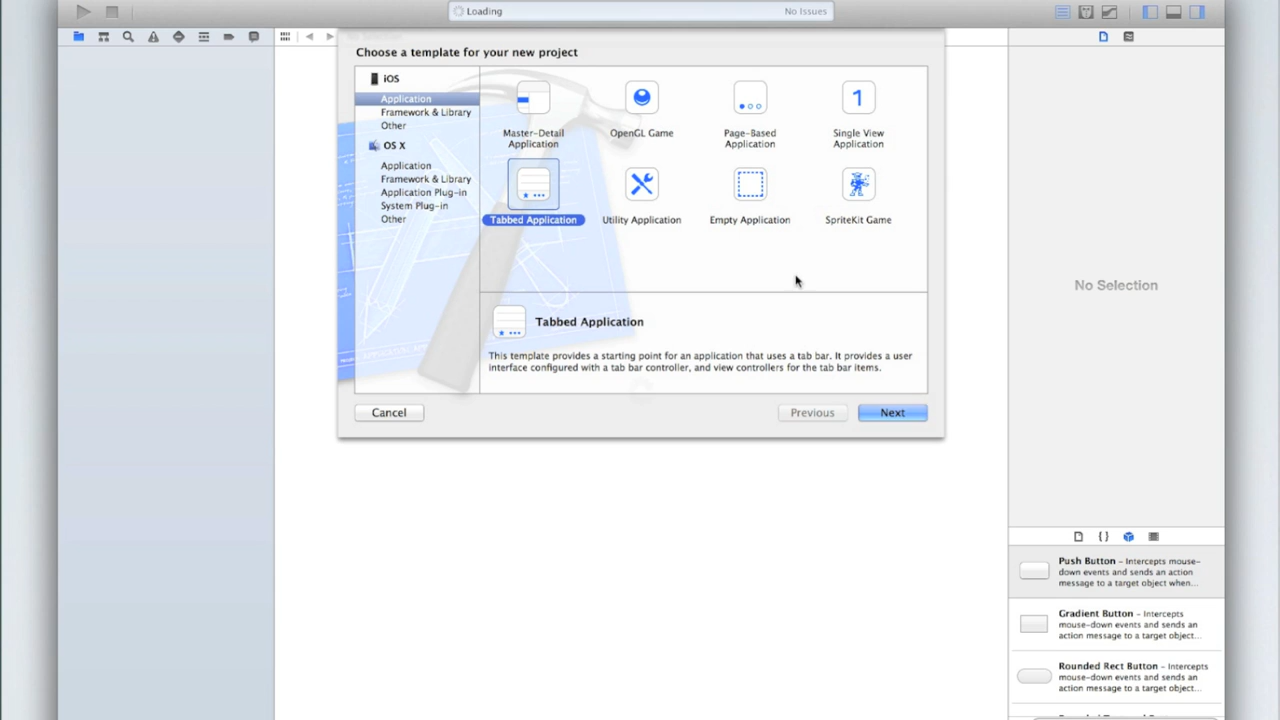 Loading
No Issues
Choose a template for your new project
iOS
Application
Framework & Library
Other
OS X
Application
Framework & Library
Application Plug-in
System Plug-in
Other
Master-Detail
Application
OpenGL Game
Page-Based
Application
Single View
Application
1
Tabbed Application
Utility Application
Empty Application
SpriteKit Game
Tabbed Application
This template provides a starting point for an application that uses a tab bar. It provides a user
interface configured with a tab bar controller, and view controllers for the tab bar items.
Cancel
Previous
Next
No Selection
{ }
Push Button - Intercepts mouse-
down events and sends an action
message to a target object when...
Gradient Button - Intercepts
mouse-down events and sends an
action message to a target object...
Rounded Rect Button - Intercepts
mouse-down events and sends an
action message to a target object...